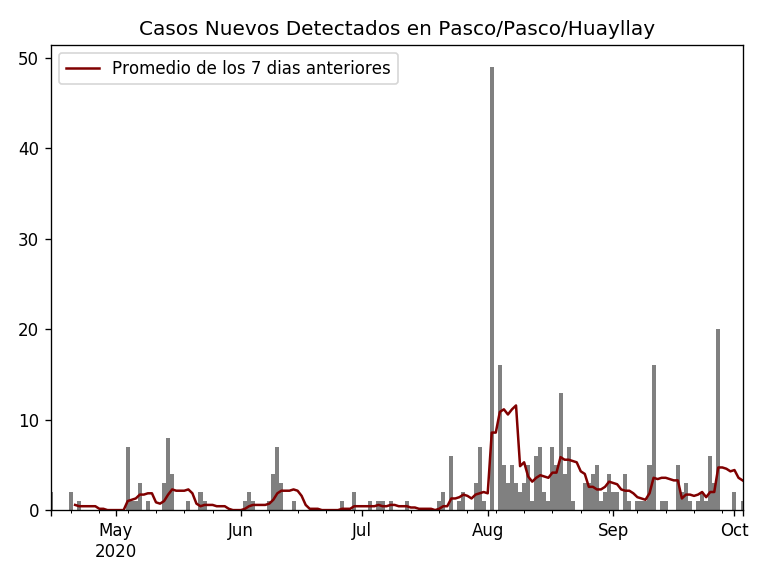 Casos Nuevos Detectados en Pasco/Pasco/Huayllay
Promedio de los 7 dias anteriores
50
40
30
20
10
0
May Jun Jul Aug Sep Oct
2020